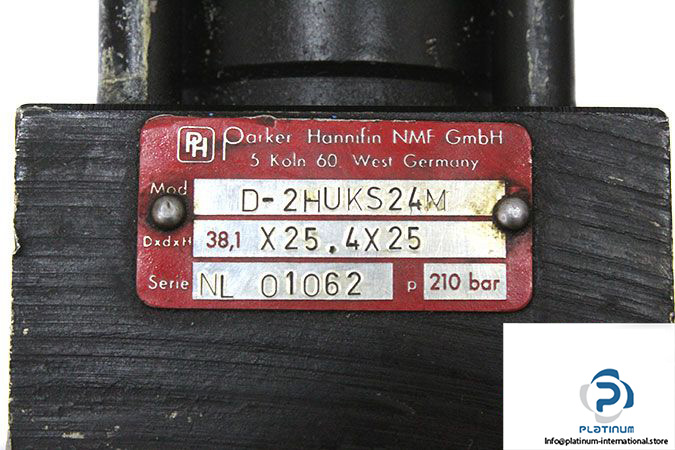 PH Parker Hannifin NMF GmbH
5 Köln 60 West Germany
Mod D-2HUKS24M
DxdxH 38,1 X25.4X25
Serie NL 01062 p 210 bar
P
PLATINUM
Info@platinum-international.store